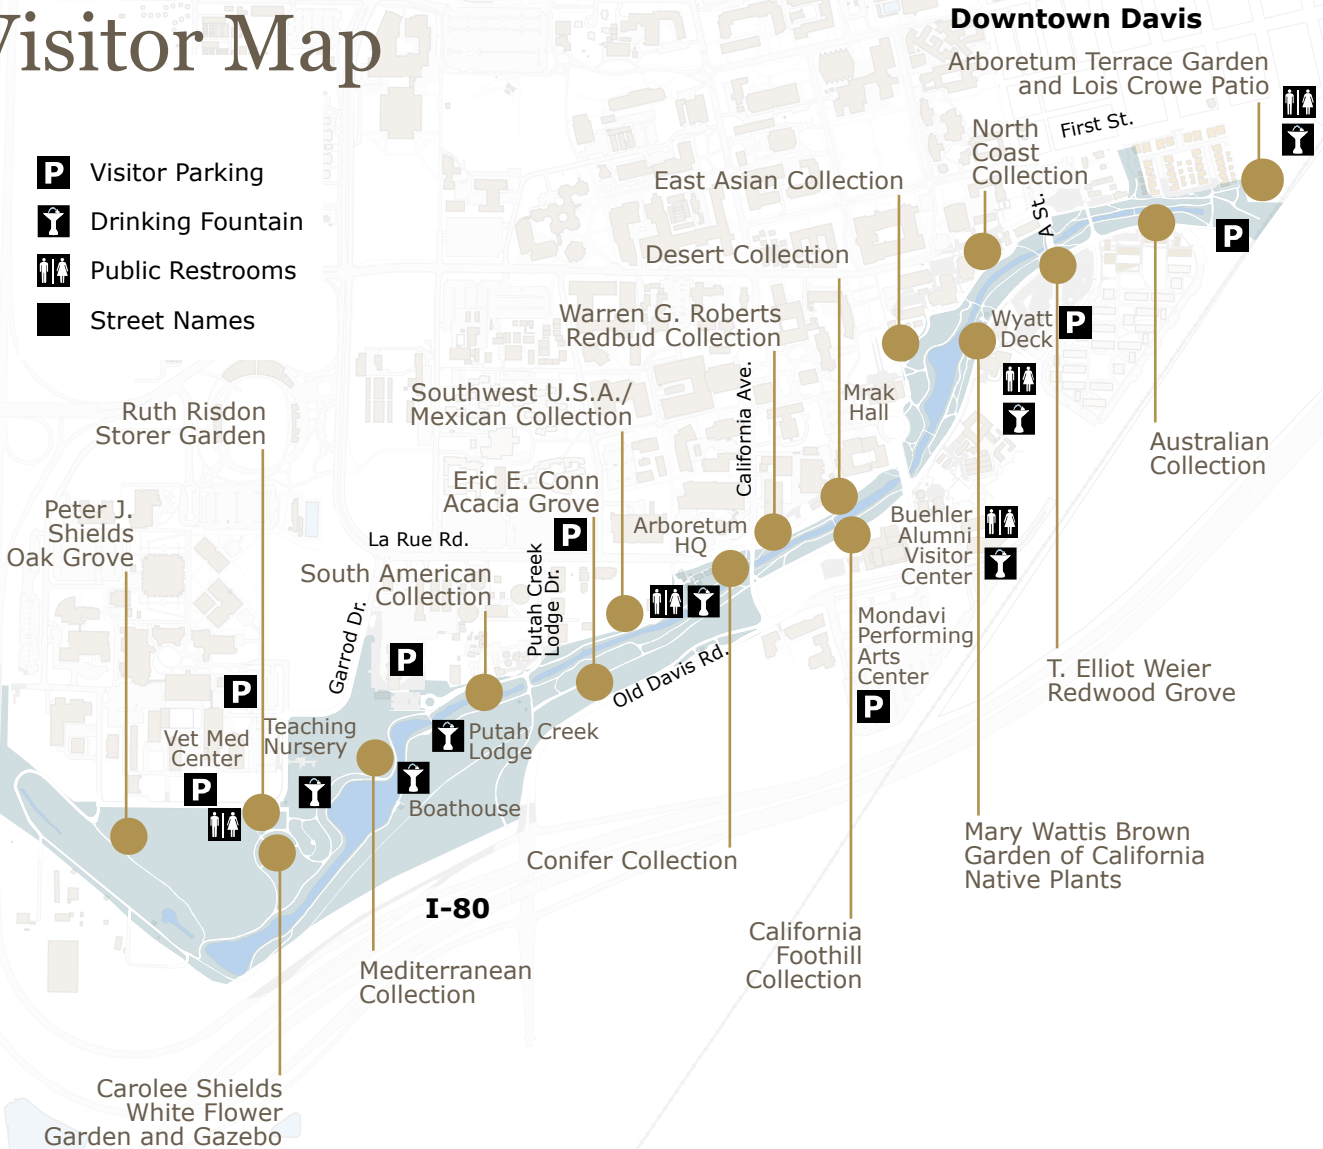 Visitor Map
Downtown Davis
Arboretum Terrace Garden
and Lois Crowe Patio
P Visitor Parking
Drinking Fountain
Public Restrooms
Street Names
First St.
North
Coast
Collection
A St.
East Asian Collection
P
Desert Collection
Warren G. Roberts
Redbud Collection
Wyatt
Deck
P
California Ave.
Mrak
Hall
Southwest U.S.A./
Mexican Collection
Ruth Risdon
Storer Garden
Australian
Collection
Eric E. Conn
Acacia Grove
P
Peter J.
Shields
Oak Grove
Arboretum
HQ
Buehler
Alumni
Visitor
Center
La Rue Rd.
South American
Collection
Putah Creek
Lodge Dr.
Garrod Dr.
P
Mondavi
Performing
Arts
Center
P
Old Davis Rd.
T. Elliot Weier
Redwood Grove
P
Teaching
Nursery
Vet Med
Center
P
Putah Creek
Lodge
Boathouse
Mary Wattis Brown
Garden of California
Native Plants
Conifer Collection
I-80
California
Foothill
Collection
Mediterranean
Collection
Carolee Shields
White Flower
Garden and Gazebo